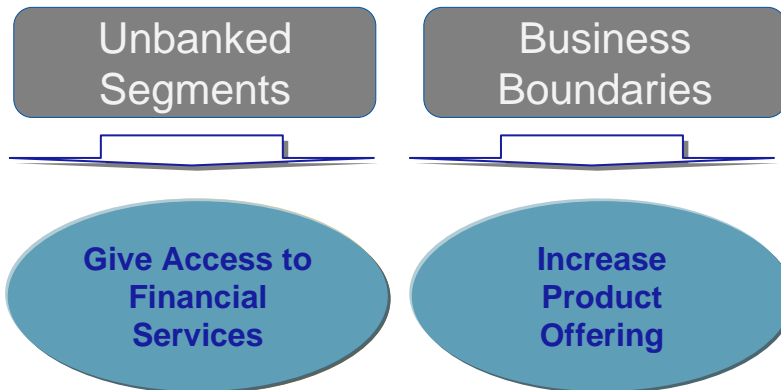 Unbanked
Segments
Business
Boundaries
Give Access to
Financial
Services
Increase
Product
Offering